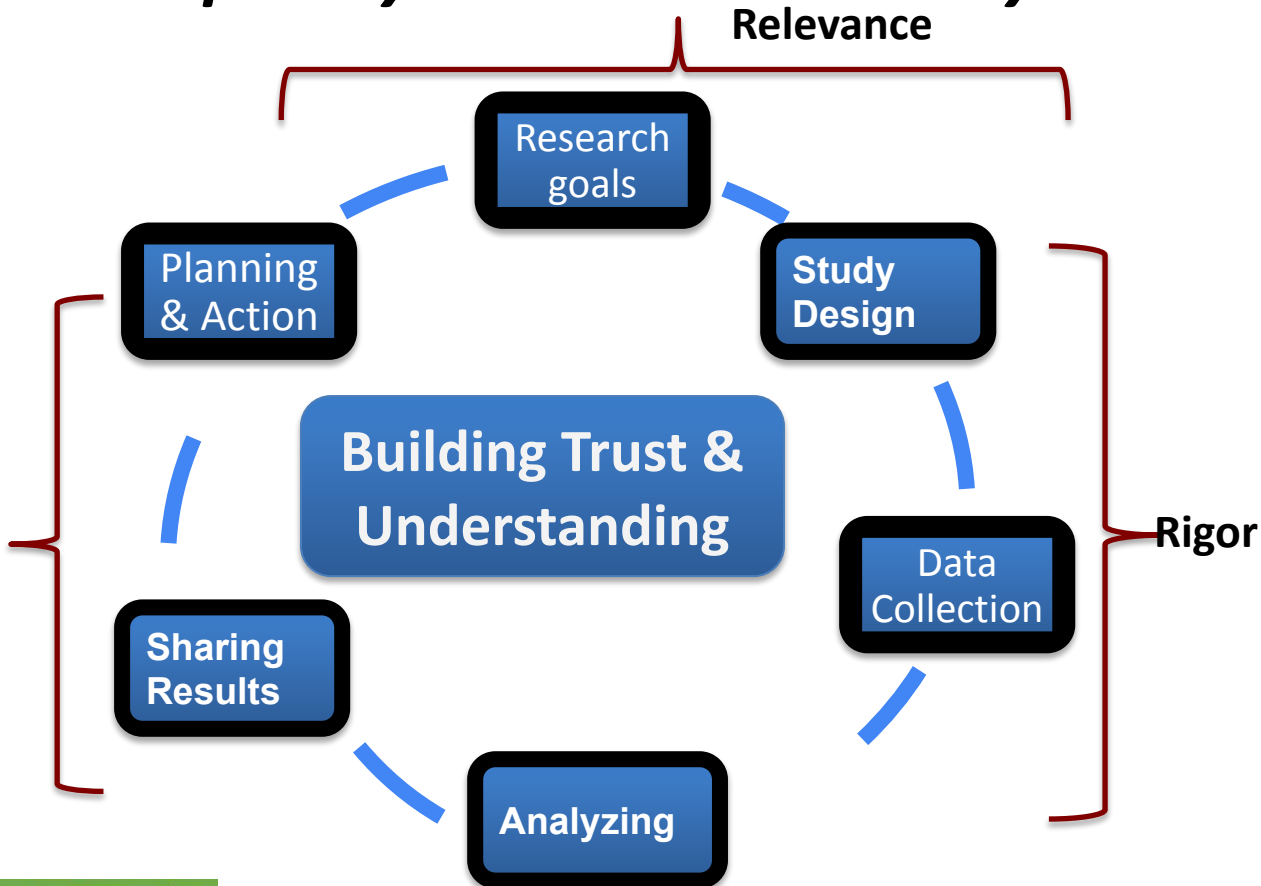 Relevance
Research
goals
Planning
& Action
Study
Design
Building Trust &
Understanding
Rigor
Data
Collection
Sharing
Results
Analyzing